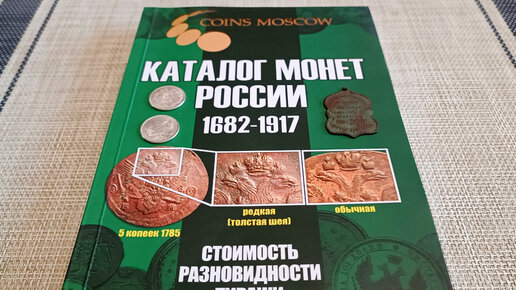 COINS MOSCOW
КАТАЛОГ МОНЕТ
РОССИИ
1682-1917
5 копеек 1785
редкая
(толстая шея)
обычная
СТОИМОСТЬ
РАЗНОВИДНОСТИ